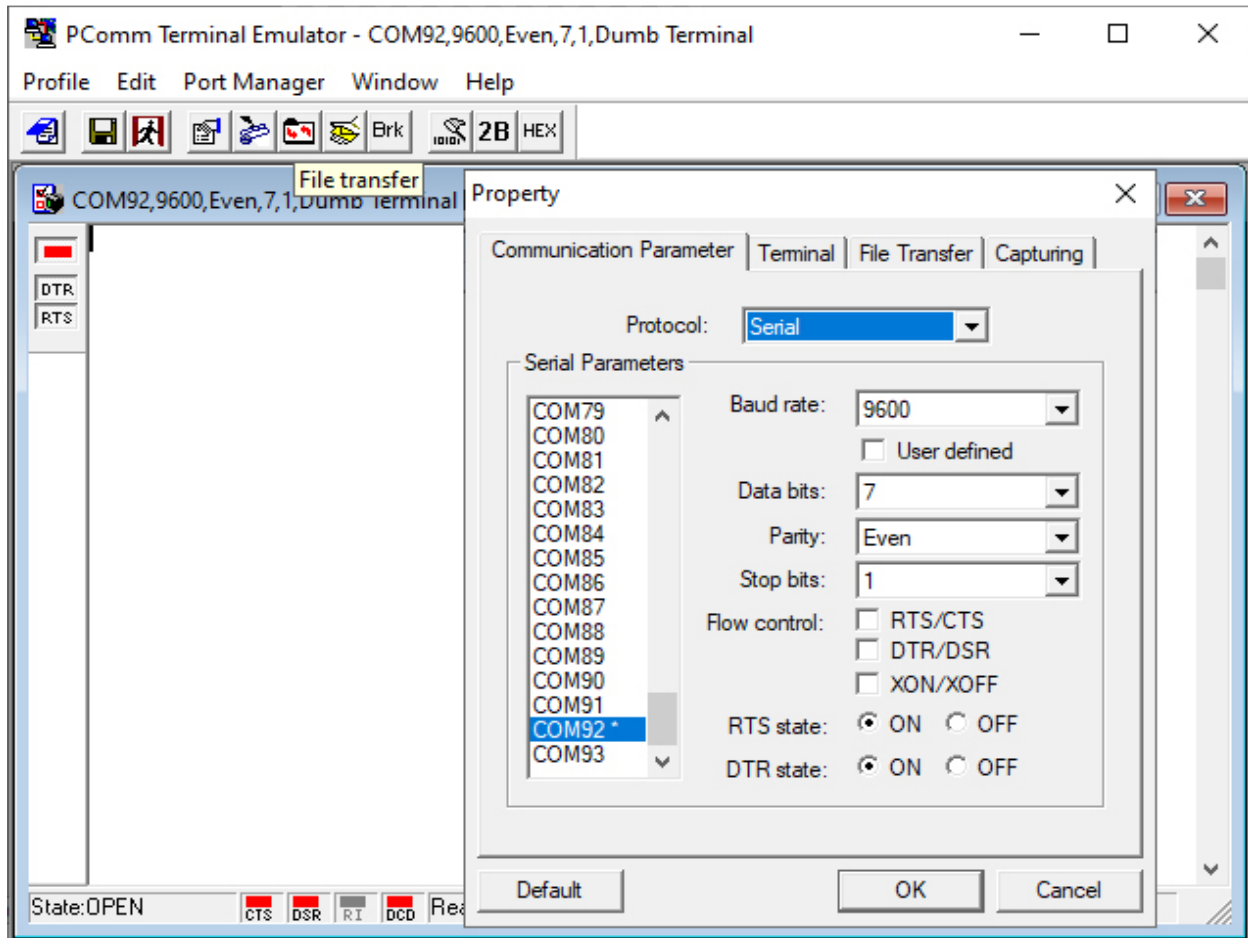 PComm Terminal Emulator - COM92,9600,Even,7,1,Dumb Terminal
Profile Edit Port Manager Window Help
Brk 2B HEX
File transfer
COM92,9600,Even,7,1,Dumb Terminal
DTR
RTS
Property
Communication Parameter Terminal File Transfer Capturing
Protocol: Serial
Serial Parameters
COM79
COM80
COM81
COM82
COM83
COM84
COM85
COM86
COM87
COM88
COM89
COM90
COM91
COM92 *
COM93
Baud rate: 9600
User defined
Data bits: 7
Parity: Even
Stop bits: 1
Flow control: RTS/CTS
DTR/DSR
XON/XOFF
RTS state: ON OFF
DTR state: ON OFF
Default OK Cancel
State:OPEN CTS DSR RI DCD Rea